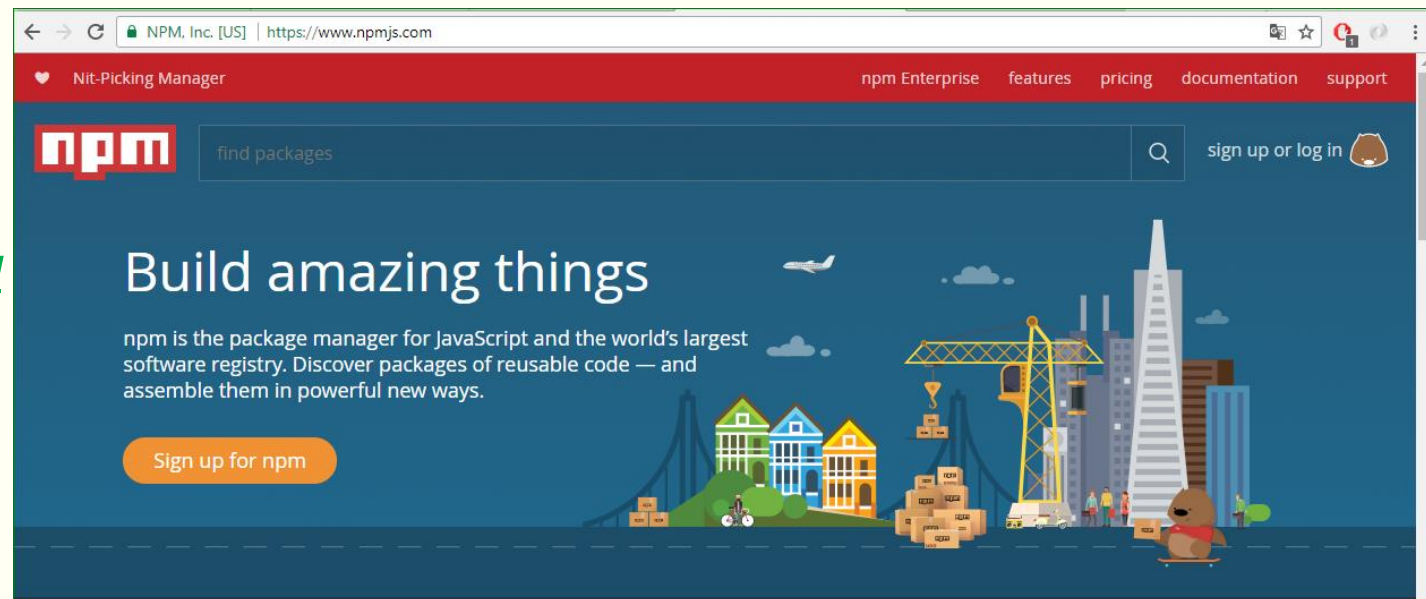 NPM, Inc. [US] | https://www.npmjs.com
1
Nit-Picking Manager
npm Enterprise features pricing documentation support
npm
find packages
sign up or log in
Build amazing things
npm is the package manager for JavaScript and the world’s largest
software registry. Discover packages of reusable code — and
assemble them in powerful new ways.
Sign up for npm